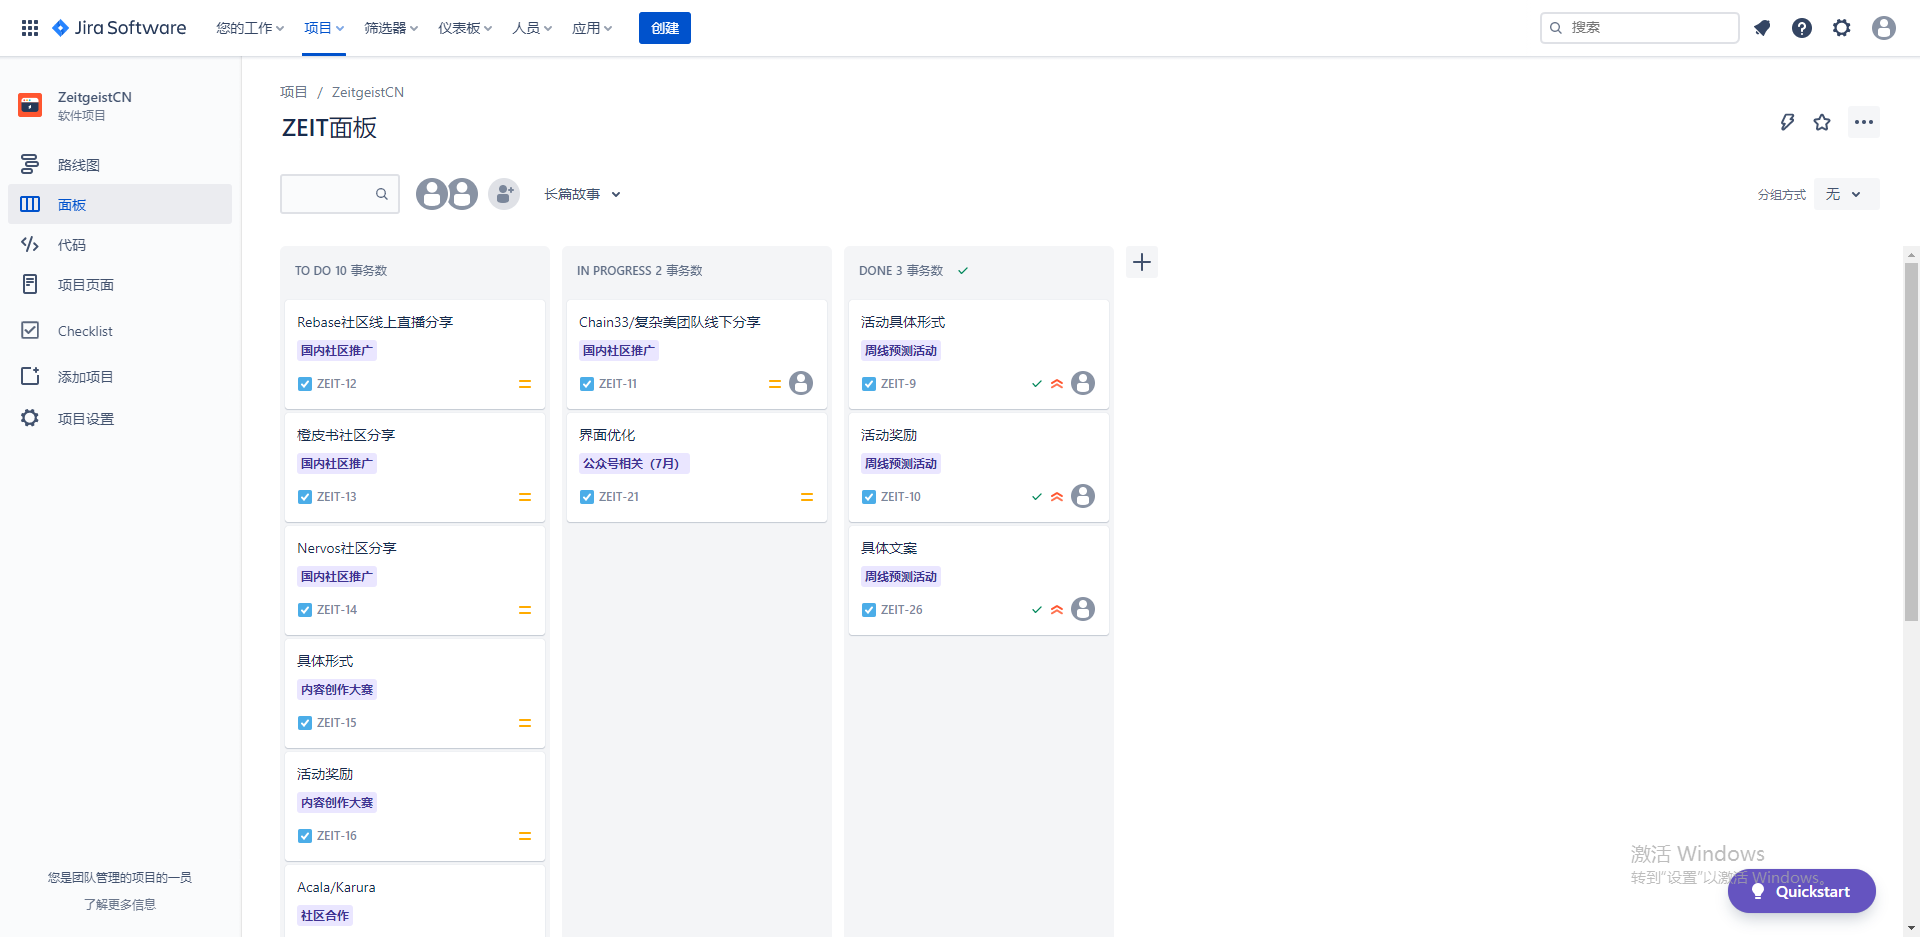 Jira Software 您的工作 项目 筛选器 仪表板 人员 应用 创建 搜索
ZeitgeistCN
软件项目
路线图
面板
代码
项目页面
Checklist
添加项目
项目设置
您是团队管理的项目的一员
了解更多信息
项目 / ZeitgeistCN
ZEIT面板
长篇故事
分组方式 无
TO DO 10 事务数
Rebase社区线上直播分享
国内社区推广
ZEIT-12
橙皮书社区分享
国内社区推广
ZEIT-13
Nervos社区分享
国内社区推广
ZEIT-14
具体形式
内容创作大赛
ZEIT-15
活动奖励
内容创作大赛
ZEIT-16
Acala/Karura
社区合作
IN PROGRESS 2 事务数
Chain33/复杂美团队线下分享
国内社区推广
ZEIT-11
界面优化
公众号相关（7月）
ZEIT-21
DONE 3 事务数
活动具体形式
周线预测活动
ZEIT-9
活动奖励
周线预测活动
ZEIT-10
具体文案
周线预测活动
ZEIT-26
激活 Windows
转到“设置”以激活 Windows。
Quickstart